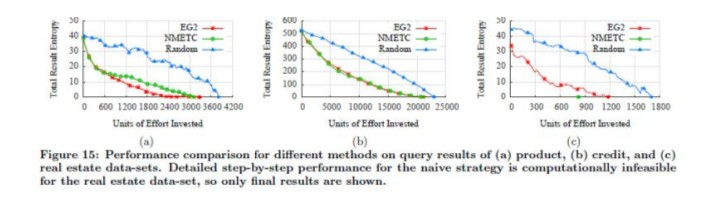 50
40
30
20
10
0
Total Result Entropy
EG2
NMETC
Random
0 600 1200 1800 2400 3000 3600 4200
Units of Effort Invested
(a)
600
500
400
300
200
100
0
Total Result Entropy
EG2
NMETC
Random
0 5000 10000 15000 20000 25000
Units of Effort Invested
(b)
50
40
30
20
10
0
Total Result Entropy
EG2
NMETC
Random
0 300 600 900 1200 1500 1800
Units of Effort Invested
(c)
Figure 15: Performance comparison for different methods on query results of (a) product, (b) credit, and (c)
real estate data-sets. Detailed step-by-step performance for the naive strategy is computationally infeasible
for the real estate data-set, so only final results are shown.